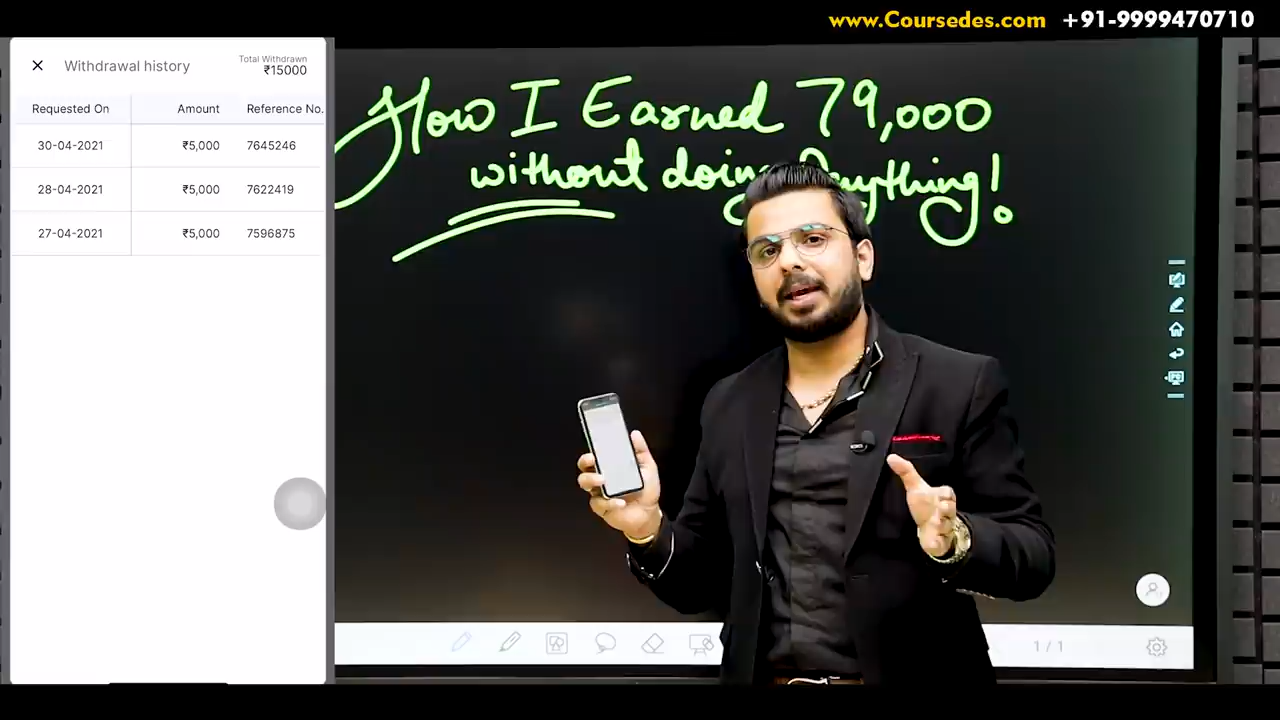 www.Coursedes.com +91-9999470710
Withdrawal history
Total Withdrawn
₹15000
Requested On Amount Reference No.
30-04-2021 ₹5,000 7645246
28-04-2021 ₹5,000 7622419
27-04-2021 ₹5,000 7596875
How I Earned 79,000
without doing Anything!
1 / 1